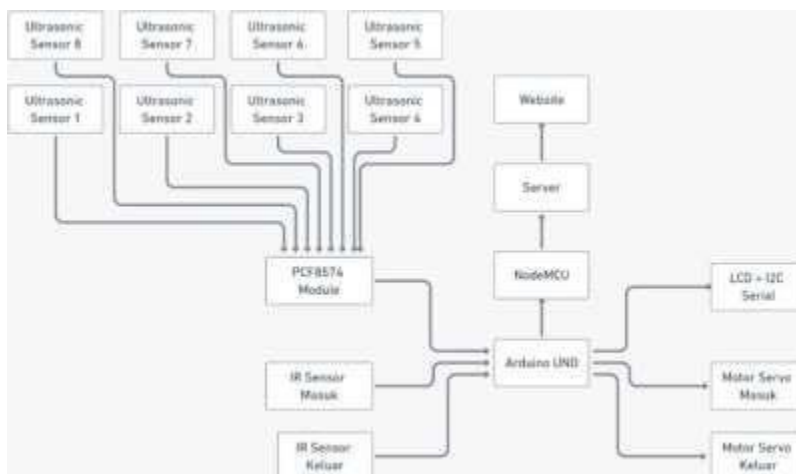 Ultrasonic
Sensor 8
Ultrasonic
Sensor 7
Ultrasonic
Sensor 6
Ultrasonic
Sensor 5
Ultrasonic
Sensor 1
Ultrasonic
Sensor 2
Ultrasonic
Sensor 3
Ultrasonic
Sensor 4
Website
Server
PCF8574
Module
NodeMCU
LCD + I2C
Serial
Arduino UNO
IR Sensor
Masuk
Motor Servo
Masuk
IR Sensor
Keluar
Motor Servo
Keluar